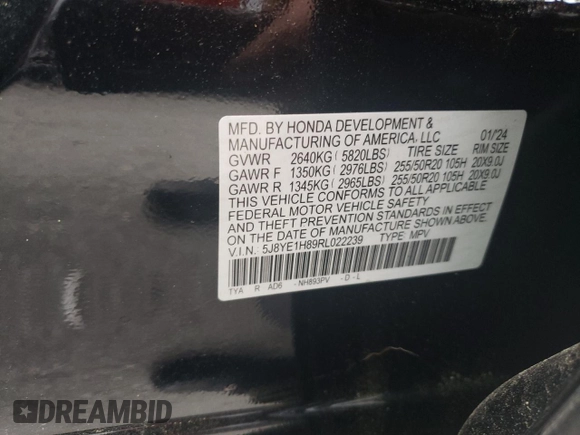 MFD. BY HONDA DEVELOPMENT &
MANUFACTURING OF AMERICA, LLC 01/24
GVWR 2640KG ( 5820LBS) TIRE SIZE RIM SIZE
GAWR F 1350KG ( 2976LBS) 255/50R20 105H 20X9.0J
GAWR R 1345KG ( 2965LBS) 255/50R20 105H 20X9.0J
THIS VEHICLE CONFORMS TO ALL APPLICABLE
FEDERAL MOTOR VEHICLE SAFETY
AND THEFT PREVENTION STANDARDS IN EFFECT
ON THE DATE OF MANUFACTURE SHOWN ABOVE.
V.I.N. 5J8YE1H89RL022239 TYPE MPV
TYA R AD6 -NH893PV -D-L
DREAMBID